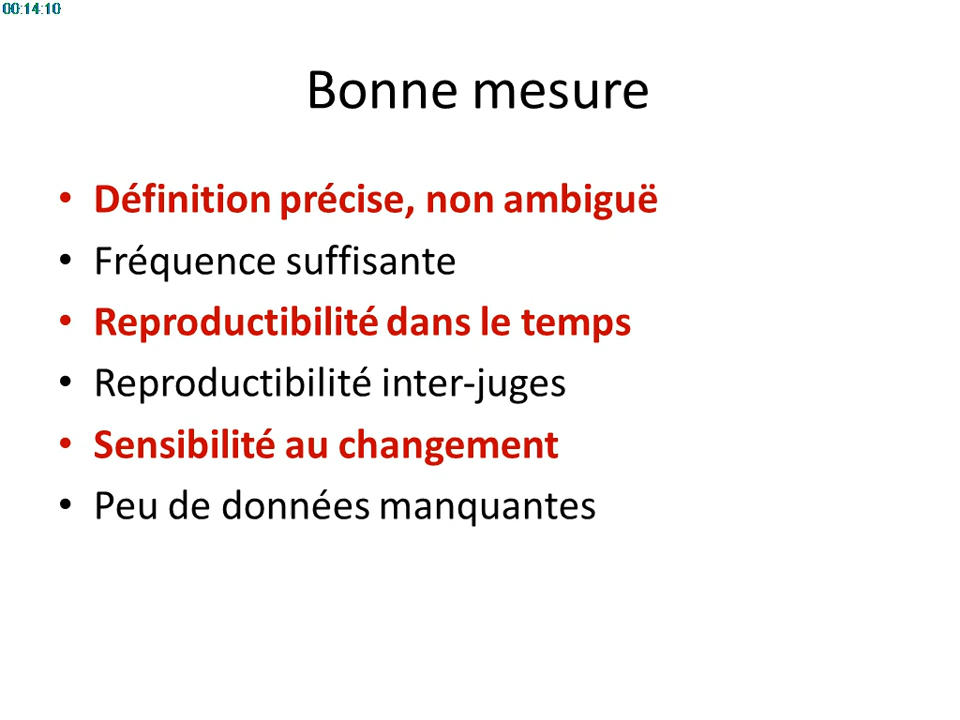 00:14:10
Bonne mesure
• Définition précise, non ambiguë
• Fréquence suffisante
• Reproductibilité dans le temps
• Reproductibilité inter-juges
• Sensibilité au changement
• Peu de données manquantes